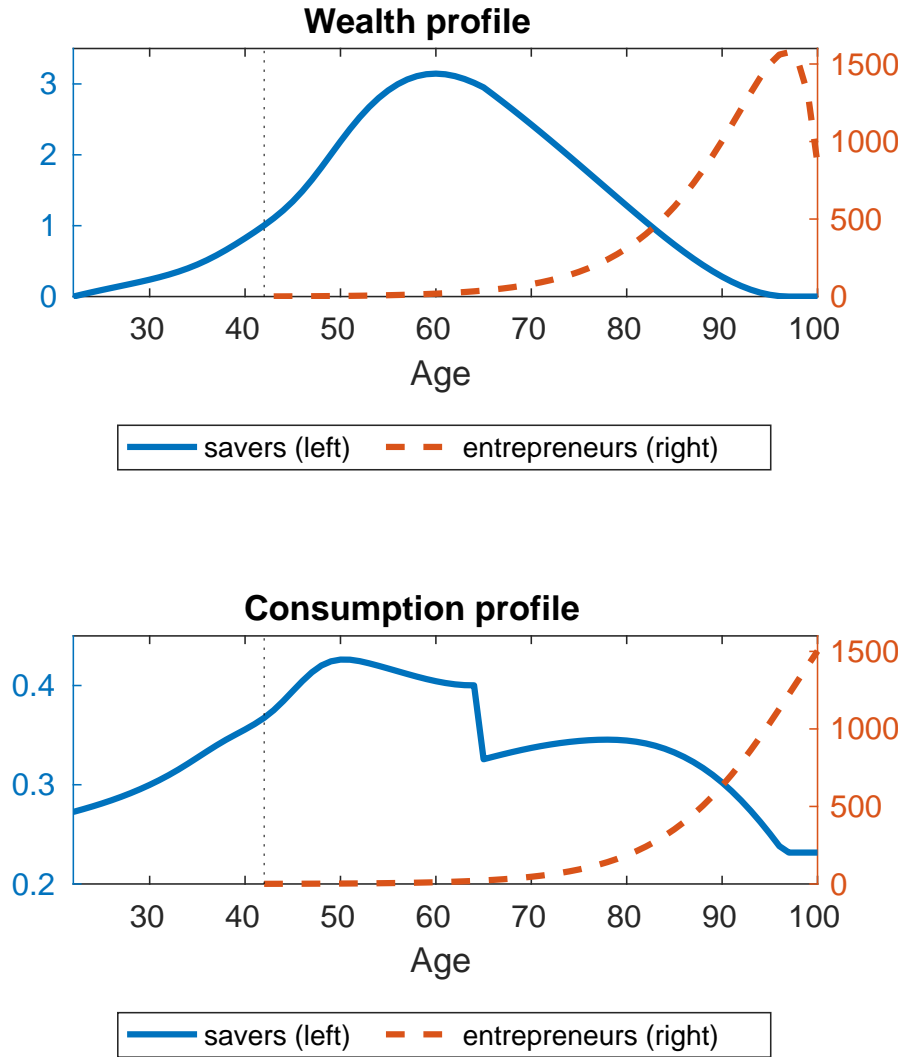 Wealth profile
3
2
1
0
1500
1000
500
0
30 40 50 60 70 80 90 100
Age
savers (left) entrepreneurs (right)
Consumption profile
0.4
0.3
0.2
1500
1000
500
0
30 40 50 60 70 80 90 100
Age
savers (left) entrepreneurs (right)